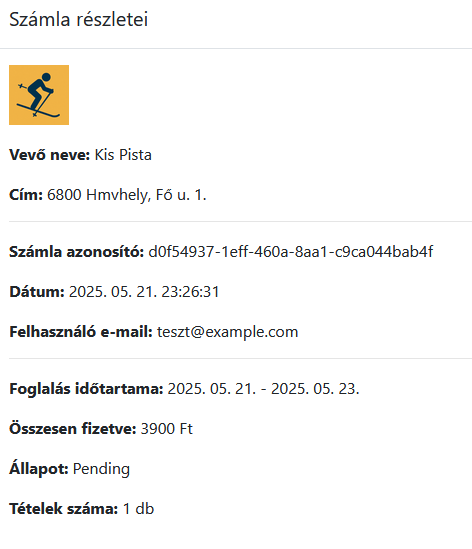 Számla részletei
Vevő neve: Kis Pista
Cím: 6800 Hmvhely, Fő u. 1.
Számla azonosító: d0f54937-1eff-460a-8aa1-c9ca044bab4f
Dátum: 2025. 05. 21. 23:26:31
Felhasználó e-mail: teszt@example.com
Foglalás időtartama: 2025. 05. 21. - 2025. 05. 23.
Összesen fizetve: 3900 Ft
Állapot: Pending
Tételek száma: 1 db